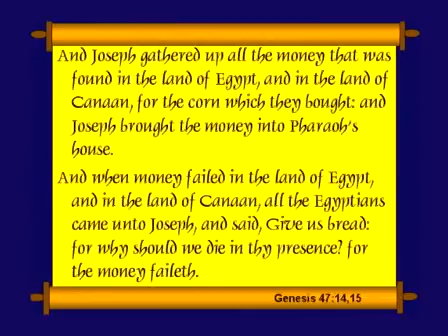 And Joseph gathered up all the money that was
found in the land of Egypt, and in the land of
Canaan, for the corn which they bought: and
Joseph brought the money into Pharaoh's
house.
And when money failed in the land of Egypt,
and in the land of Canaan, all the Egyptians
came unto Joseph, and said, Give us bread:
for why should we die in thy presence? for
the money faileth.
Genesis 47:14,15